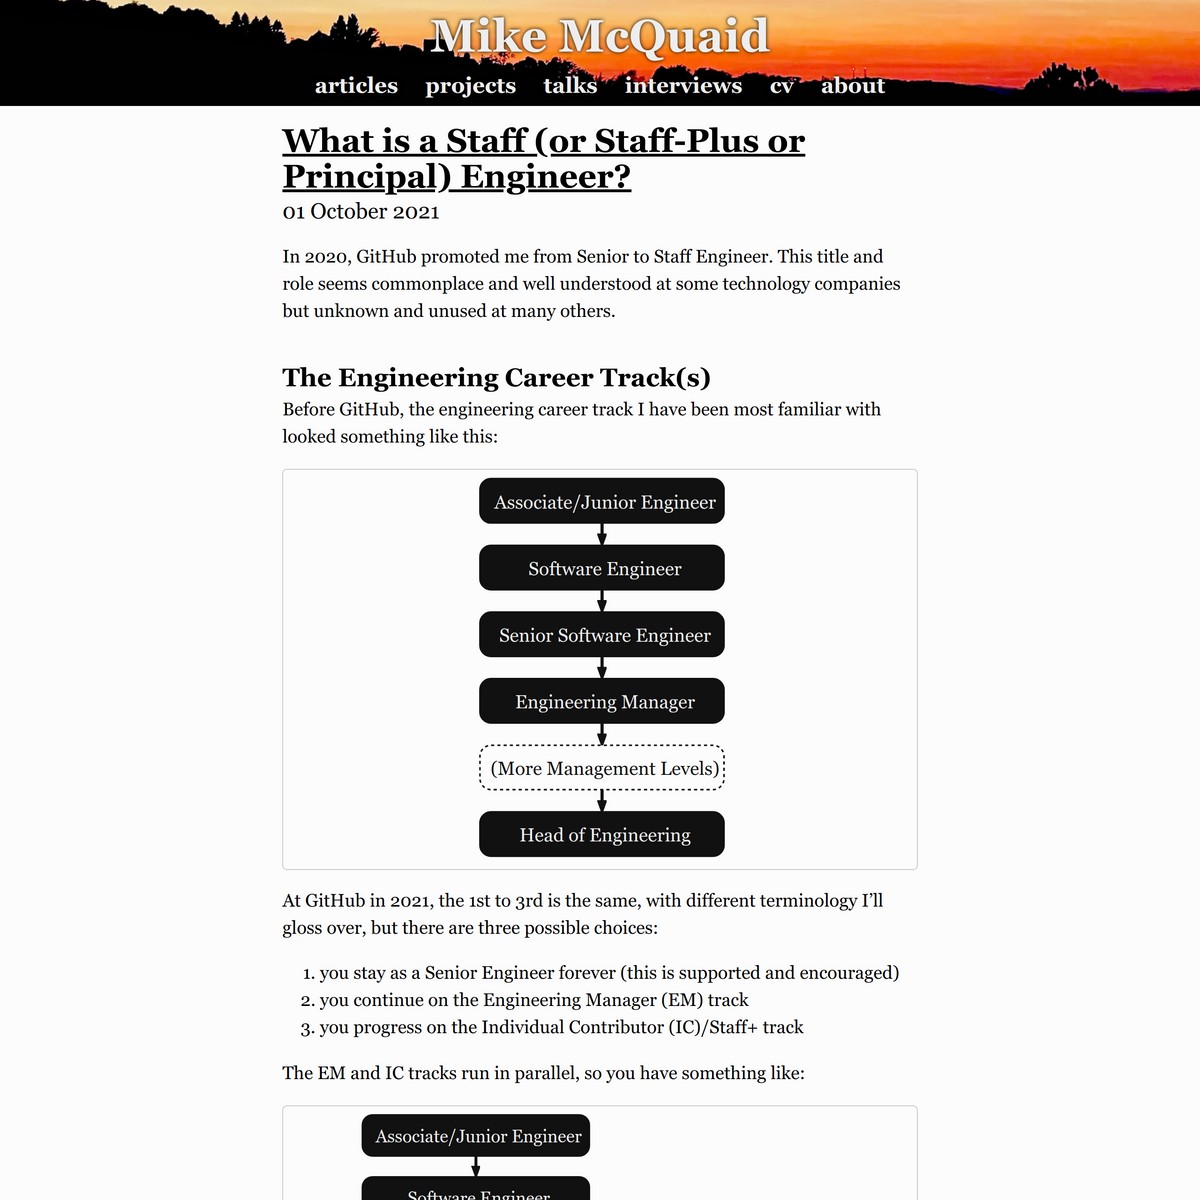 Mike McQuaid
articles projects talks interviews cv about
What is a Staff (or Staff-Plus or
Principal) Engineer?
01 October 2021
In 2020, GitHub promoted me from Senior to Staff Engineer. This title and
role seems commonplace and well understood at some technology companies
but unknown and unused at many others.
The Engineering Career Track(s)
Before GitHub, the engineering career track I have been most familiar with
looked something like this:
Associate/Junior Engineer
Software Engineer
Senior Software Engineer
Engineering Manager
(More Management Levels)
Head of Engineering
At GitHub in 2021, the 1st to 3rd is the same, with different terminology I’ll
gloss over, but there are three possible choices:
1. you stay as a Senior Engineer forever (this is supported and encouraged)
2. you continue on the Engineering Manager (EM) track
3. you progress on the Individual Contributor (IC)/Staff+ track
The EM and IC tracks run in parallel, so you have something like:
Associate/Junior Engineer
Software Engineer